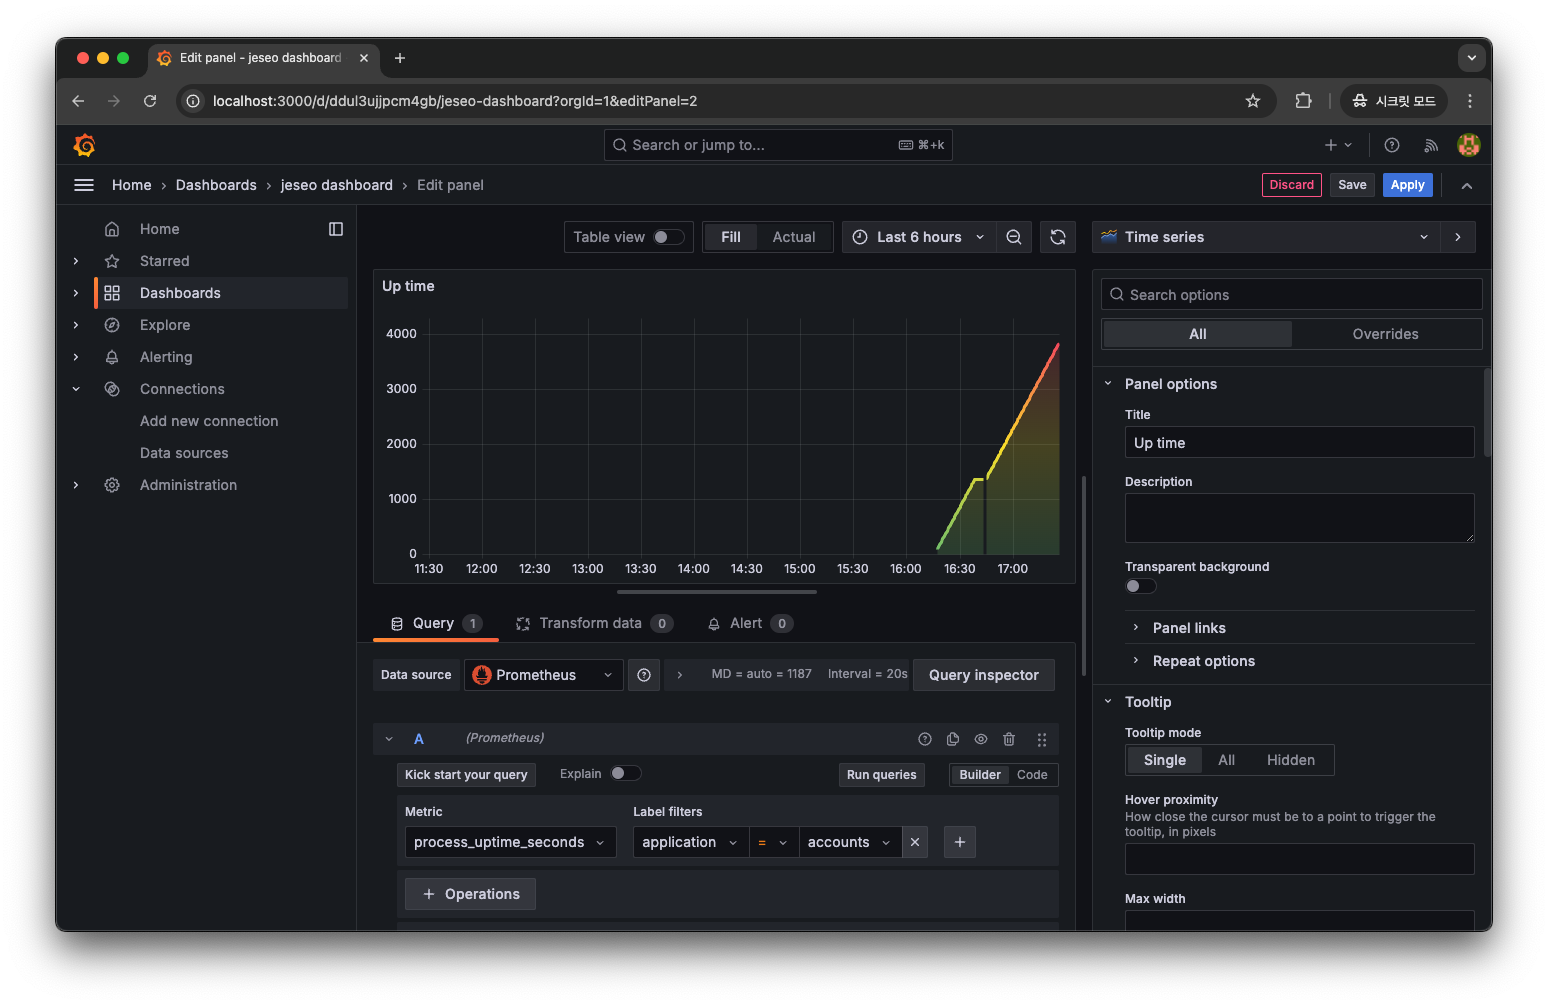 Edit panel - jeseo dashboard
localhost:3000/d/ddul3ujjpcm4gb/jeseo-dashboard?orgId=1&editPanel=2
시크릿 모드
Search or jump to...
⌘+k
Home
Dashboards
jeseo dashboard
Edit panel
Discard
Save
Apply
Home
Starred
Dashboards
Explore
Alerting
Connections
Add new connection
Data sources
Administration
Table view
Fill
Actual
Last 6 hours
Time series
Up time
4000
3000
2000
1000
0
11:30 12:00 12:30 13:00 13:30 14:00 14:30 15:00 15:30 16:00 16:30 17:00
Query 1
Transform data 0
Alert 0
Data source
Prometheus
MD = auto = 1187
Interval = 20s
Query inspector
A
(Prometheus)
Kick start your query
Explain
Run queries
Builder
Code
Metric
Label filters
process_uptime_seconds
application
=
accounts
+ Operations
Search options
All
Overrides
Panel options
Title
Up time
Description
Transparent background
Panel links
Repeat options
Tooltip
Tooltip mode
Single
All
Hidden
Hover proximity
How close the cursor must be to a point to trigger the
tooltip, in pixels
Max width